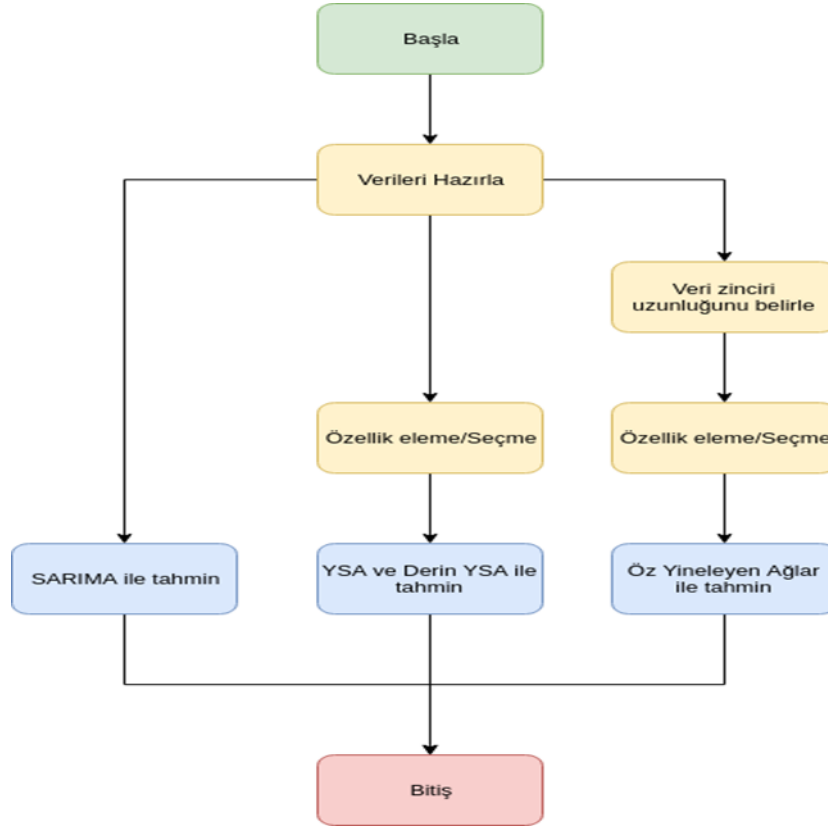 Başla
Verileri Hazırla
Veri zinciri
uzunluğunu belirle
Özellik eleme/Seçme
Özellik eleme/Seçme
SARIMA ile tahmin
YSA ve Derin YSA ile
tahmin
Öz Yineleyen Ağlar
ile tahmin
Bitiş